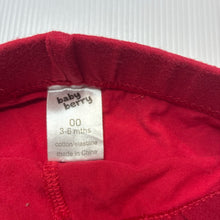 baby
berry
00
3-6 mths
cotton/elastane
made in China